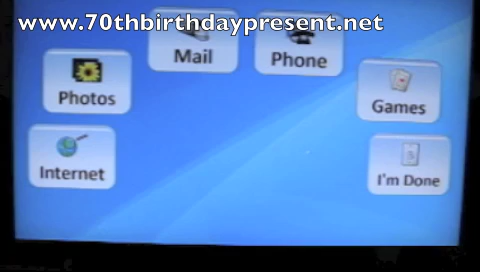 www.70thbirthdaypresent.net
Mail
Phone
Photos
Games
Internet
I'm Done